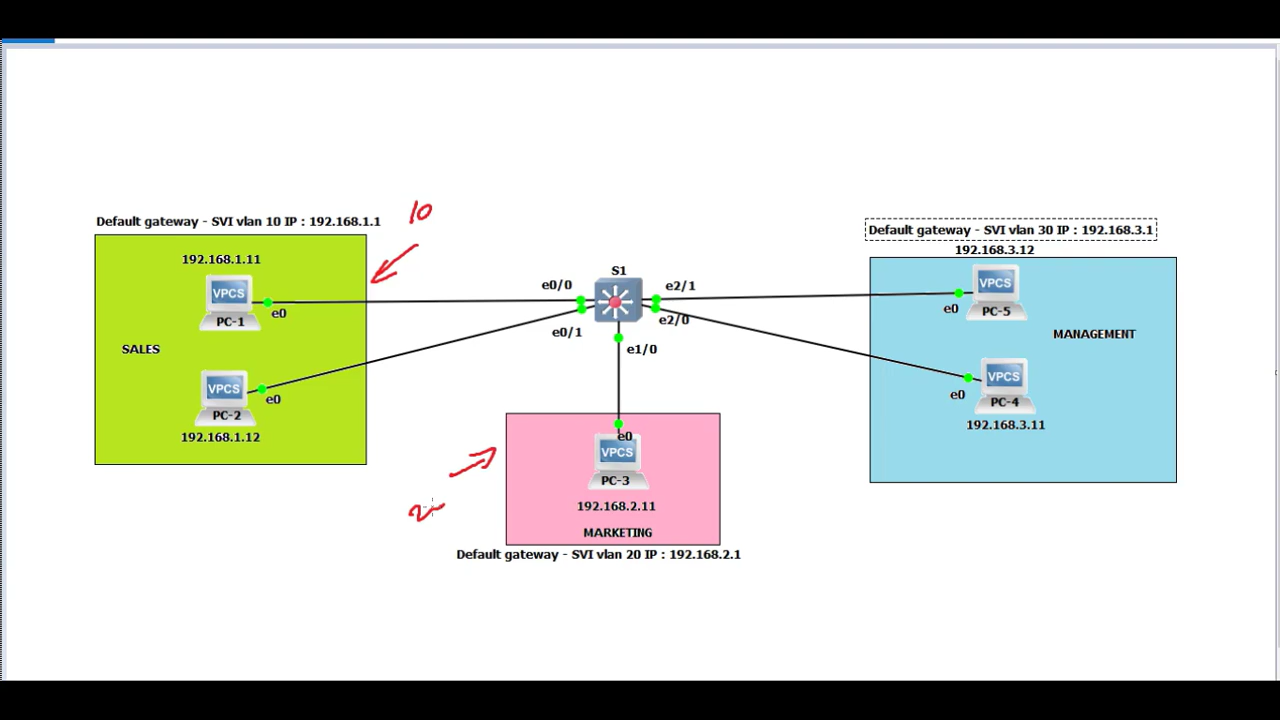 Default gateway - SVI vlan 10 IP : 192.168.1.1
10
192.168.1.11
VPCS
PC-1
e0
SALES
VPCS
e0
PC-2
192.168.1.12
S1
e0/0
e2/1
e0/1
e2/0
e1/0
Default gateway - SVI vlan 30 IP : 192.168.3.1
192.168.3.12
VPCS
e0
PC-5
MANAGEMENT
VPCS
e0
PC-4
192.168.3.11
e0
VPCS
PC-3
2
192.168.2.11
MARKETING
Default gateway - SVI vlan 20 IP : 192.168.2.1